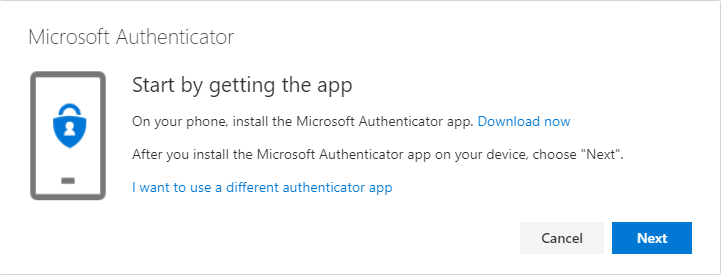 Microsoft Authenticator
Start by getting the app
On your phone, install the Microsoft Authenticator app. Download now
After you install the Microsoft Authenticator app on your device, choose "Next".
I want to use a different authenticator app
Cancel Next